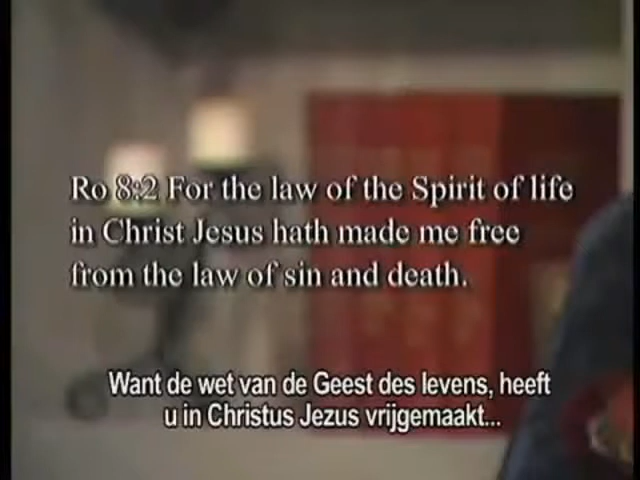 Ro 8:2 For the law of the Spirit of life
in Christ Jesus hath made me free
from the law of sin and death.
Want de wet van de Geest des levens, heeft
u in Christus Jezus vrijgemaakt...